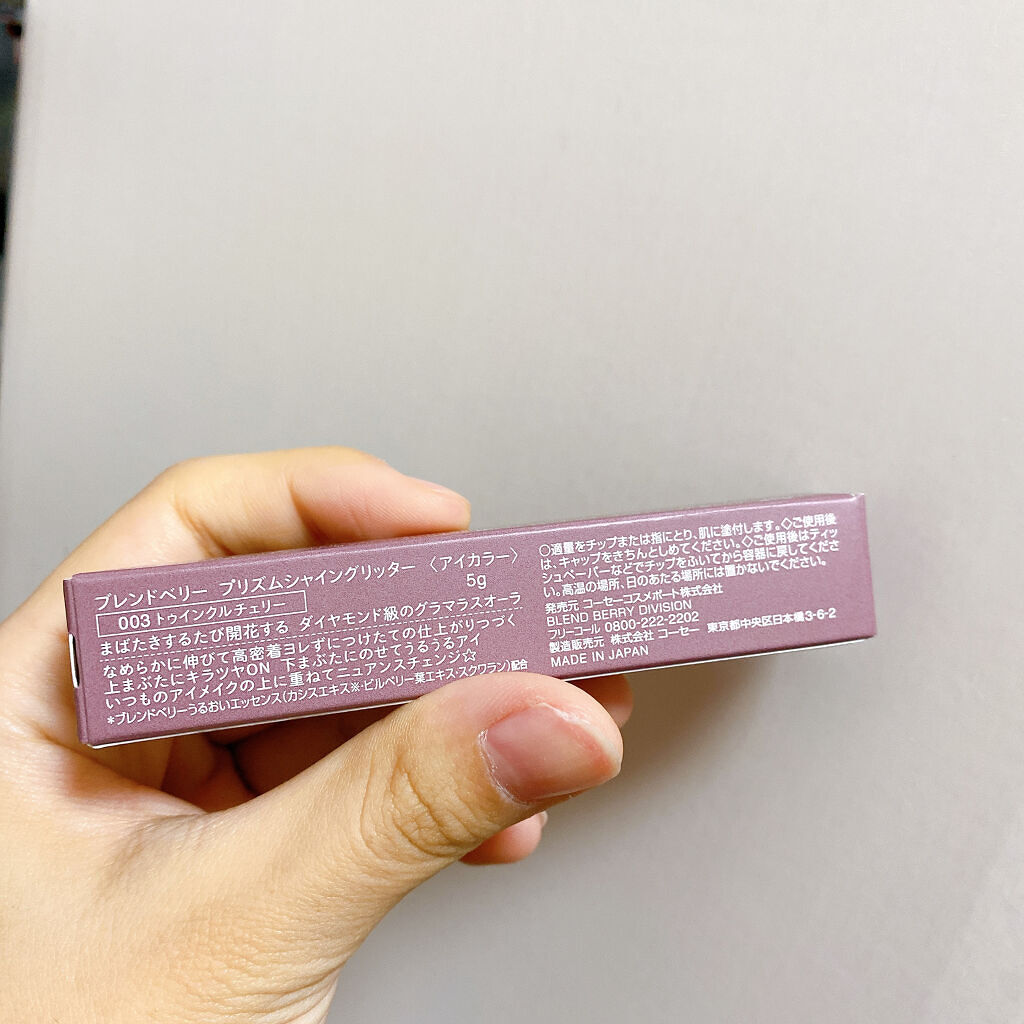 ブレンドベリー プリズムシャイングリッター 〈アイカラー〉
003 トゥインクル チェリー 5g
まばたきするたび開花する ダイヤモンド級のグラマラスオーラ
なめらかに伸びて高密着ヨレずにつけたての仕上がりつづく
上まぶたにキラツヤON 下まぶたにのせてうるうるアイ
いつものアイメイクの上に重ねてニュアンスチェンジ☆
*ブレンドベリーうるおいエッセンス(カシスエキス※・ビルベリー葉エキス・スクワラン)配合
○適量をチップまたは指にとり、肌に塗付します。◇ご使用後
は、キャップをきちんとしめてください。◇ご使用後はティッ
シュペーパーなどでチップをふいてから容器に戻してくださ
い。高温の場所、日のあたる場所には置かないでください。
発売元 コーセーコスメポート株式会社
BLEND BERRY DIVISION
フリーコール 0800-222-2202
製造販売元 株式会社 コーセー 東京都中央区日本橋3-6-2
MADE IN JAPAN